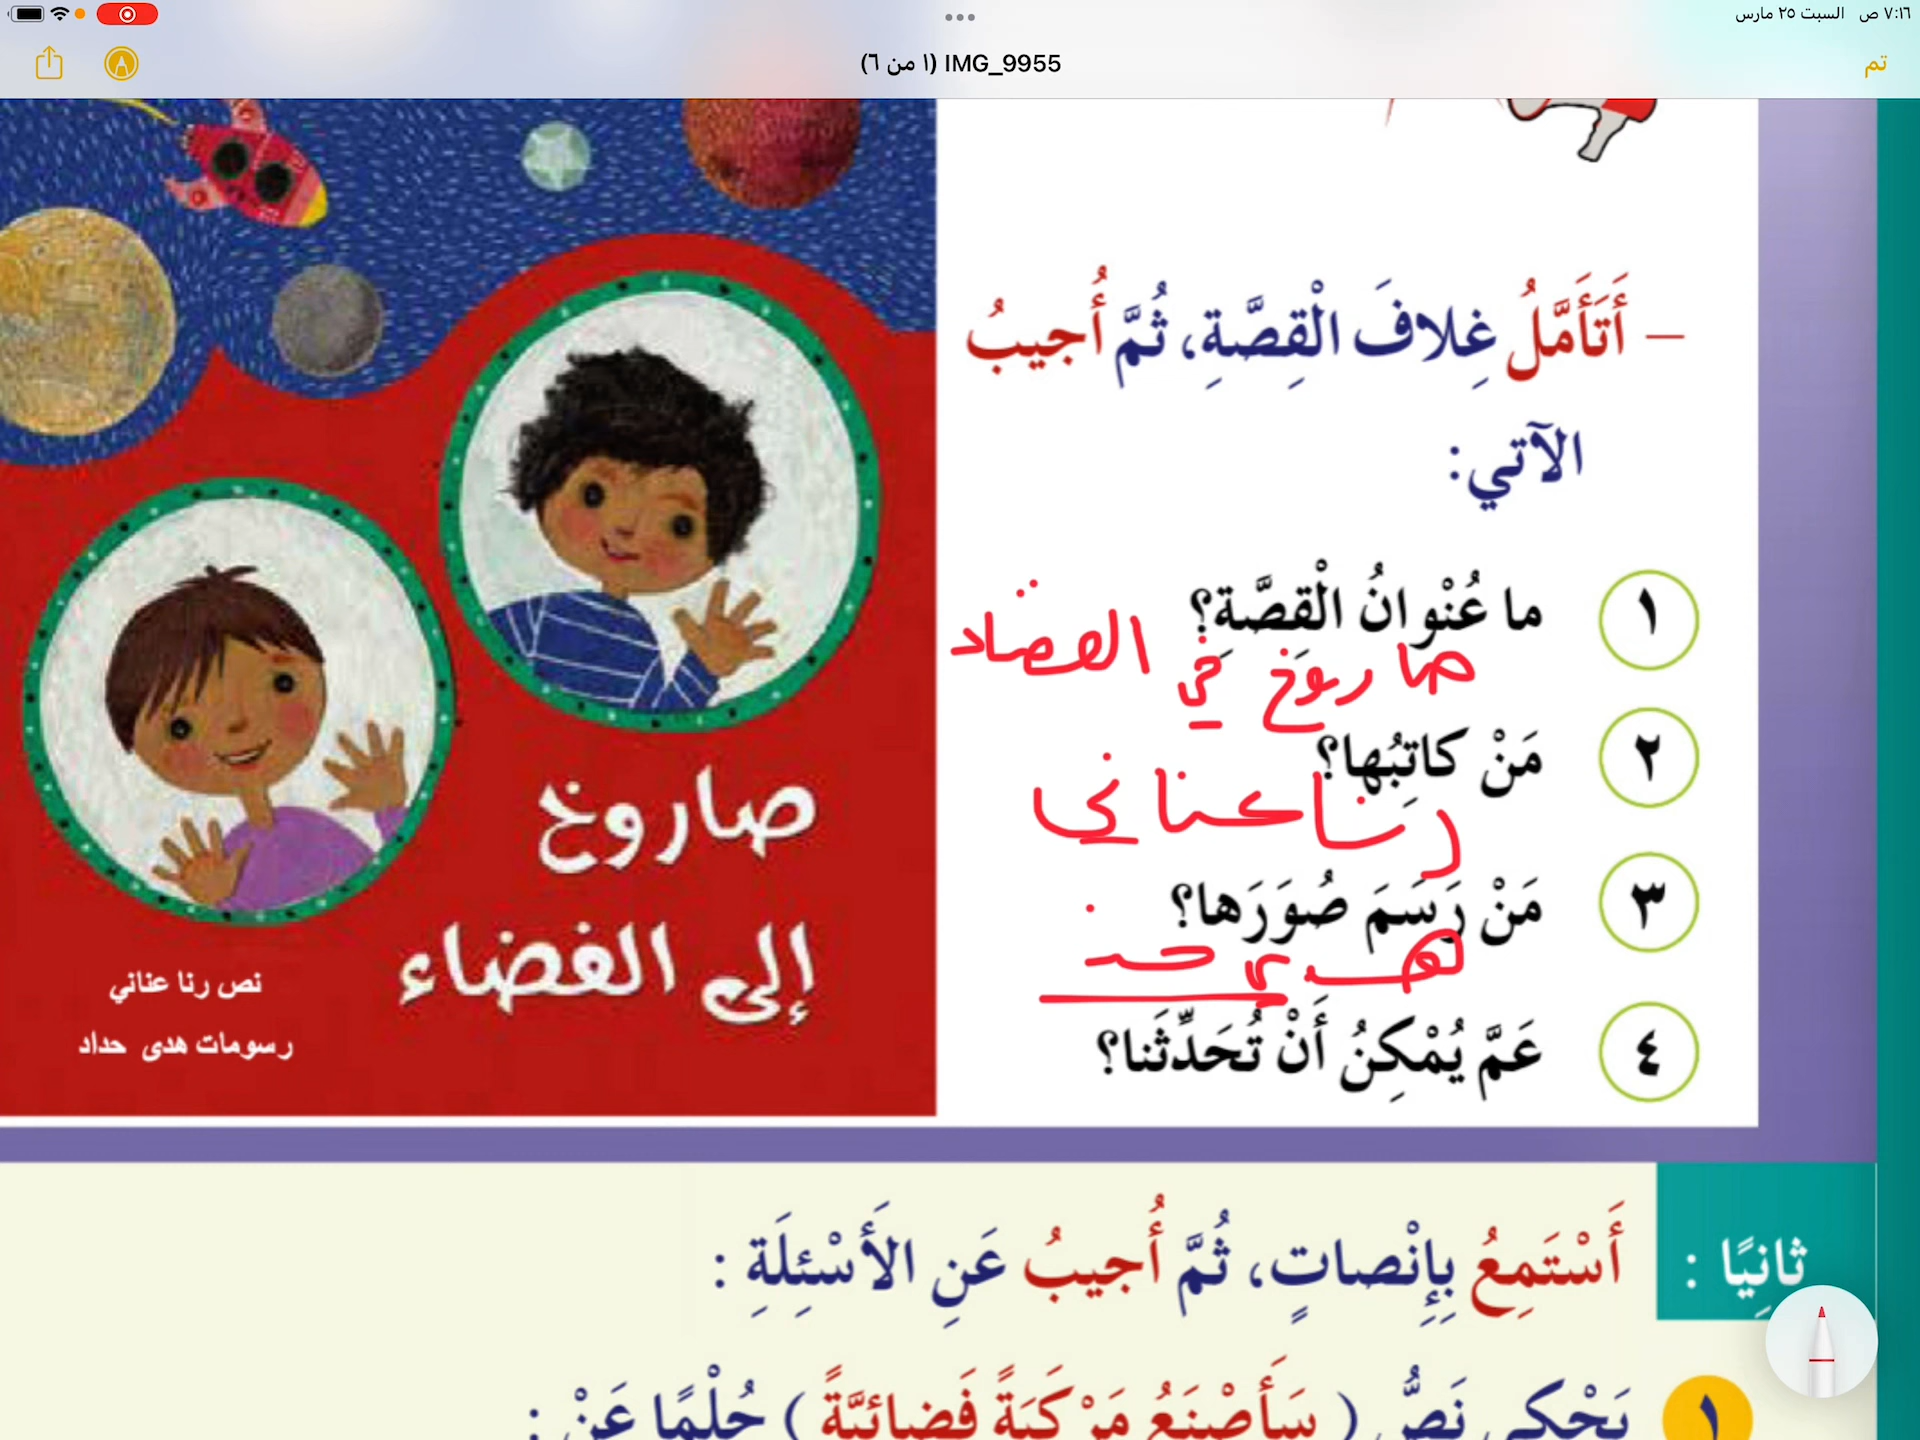 ٧:١٦ ص السبت ٢٥ مارس
IMG_9955 (١ من ٦)
تم
– أَتَأَمَّلُ غِلافَ الْقِصَّةِ، ثُمَّ أُجيبُ
الآتي:
١ ما عُنْوانُ الْقِصَّةِ؟
صاروخ في الفضاء
٢ مَنْ كاتِبُها؟
رنا عناني
٣ مَنْ رَسَمَ صُوَرَها؟
هدى
٤ عَمَّ يُمْكِنُ أَنْ تُحَدِّثَنا؟
صاروخ
إلى الفضاء
نص رنا عناني
رسومات هدى حداد
ثانِيًا :
أَسْتَمِعُ بِإِنْصاتٍ، ثُمَّ أُجيبُ عَنِ الأَسْئِلَةِ :
١ يَحْكي نَصُّ ( سَأَصْنَعُ مَرْكَبَةً فَضائِيَّةً ) حُلْمًا عَنْ :